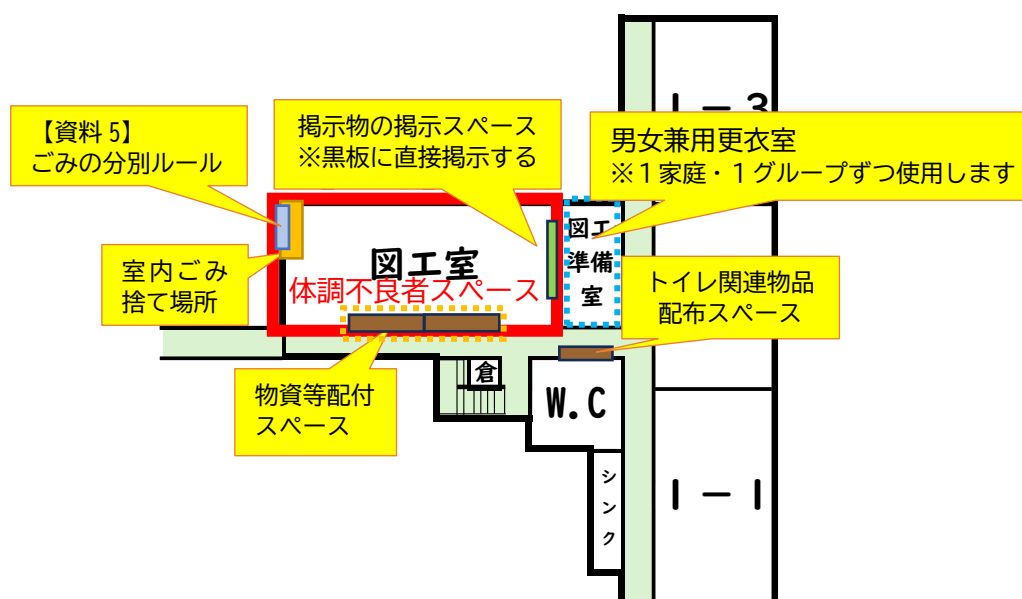 １－３
【資料 5】
ごみの分別ルール
掲示物の掲示スペース
※黒板に直接掲示する
男女兼用更衣室
※１家庭・１グループずつ使用します
図工
準備
室
図工室
体調不良者スペース
室内ごみ
捨て場所
トイレ関連物品
配布スペース
物資等配付
スペース
倉
W.C
シンク
１－１